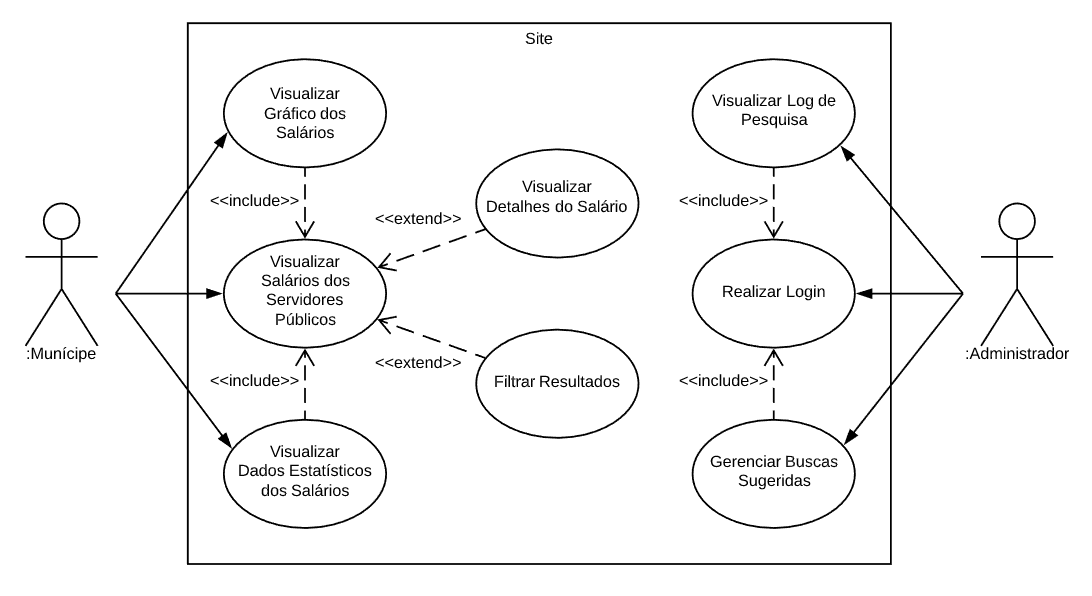 Site
Visualizar
Gráfico dos
Salários
Visualizar Log de
Pesquisa
Visualizar
Detalhes do Salário
<<include>>
<<extend>>
<<include>>
Visualizar
Salários dos
Servidores
Públicos
Realizar Login
:Munícipe
:Administrador
<<extend>>
<<include>>
Filtrar Resultados
<<include>>
Visualizar
Dados Estatísticos
dos Salários
Gerenciar Buscas
Sugeridas